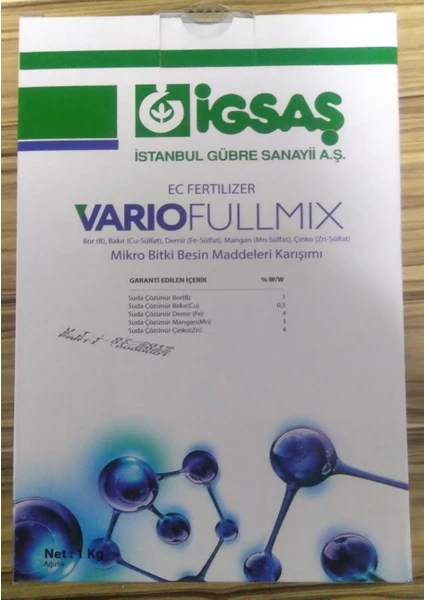 İGSAŞ
İSTANBUL GÜBRE SANAYİİ A.Ş.
EC FERTILIZER
VARIOFULLMIX
Bor (B), Bakır (Cu-Sülfat), Demir (Fe-Sülfat), Mangan (Mn-Sülfat), Çinko (Zn-Sülfat)
Mikro Bitki Besin Maddeleri Karışımı
GARANTİ EDİLEN İÇERİK % W/W
Suda Çözünür Bor(B) 1
Suda Çözünür Bakır(Cu) 0,5
Suda Çözünür Demir (Fe) 4
Suda Çözünür Mangan(Mn) 3
Suda Çözünür Çinko(Zn) 4
Net : 1 Kg
Ağırlık